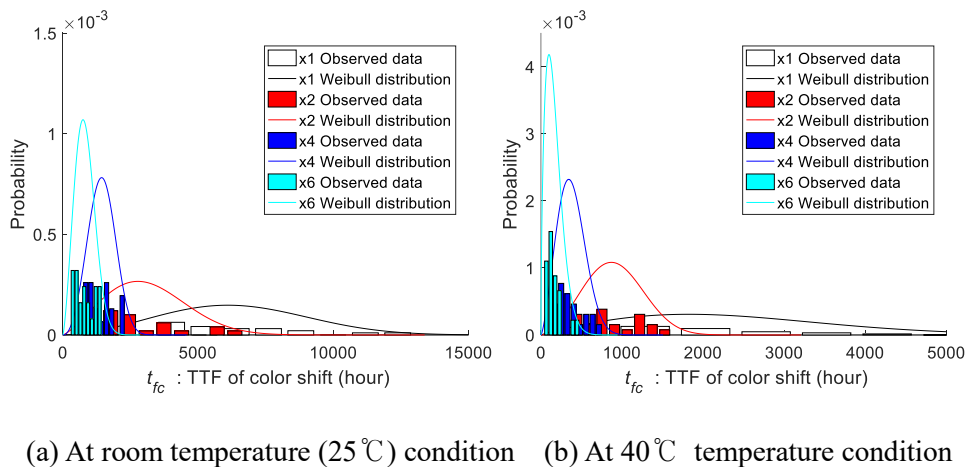 ×10⁻³
1.5
1
0.5
0
Probability
0 5000 10000 15000
t_fc : TTF of color shift (hour)
x1 Observed data
x1 Weibull distribution
x2 Observed data
x2 Weibull distribution
x4 Observed data
x4 Weibull distribution
x6 Observed data
x6 Weibull distribution
×10⁻³
4
3
2
1
0
Probability
0 1000 2000 3000 4000 5000
t_fc : TTF of color shift (hour)
x1 Observed data
x1 Weibull distribution
x2 Observed data
x2 Weibull distribution
x4 Observed data
x4 Weibull distribution
x6 Observed data
x6 Weibull distribution
(a) At room temperature (25℃) condition
(b) At 40℃ temperature condition